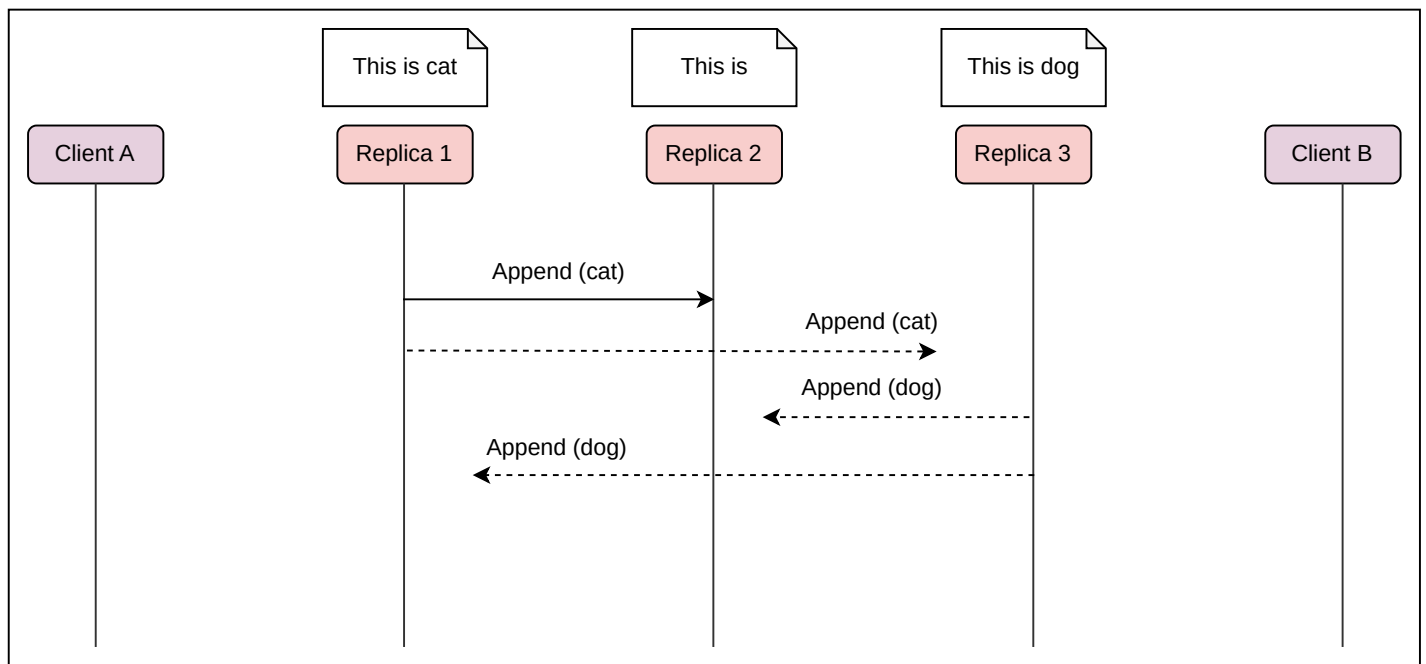 This is cat
This is
This is dog
Client A
Replica 1
Replica 2
Replica 3
Client B
Append (cat)
Append (cat)
Append (dog)
Append (dog)